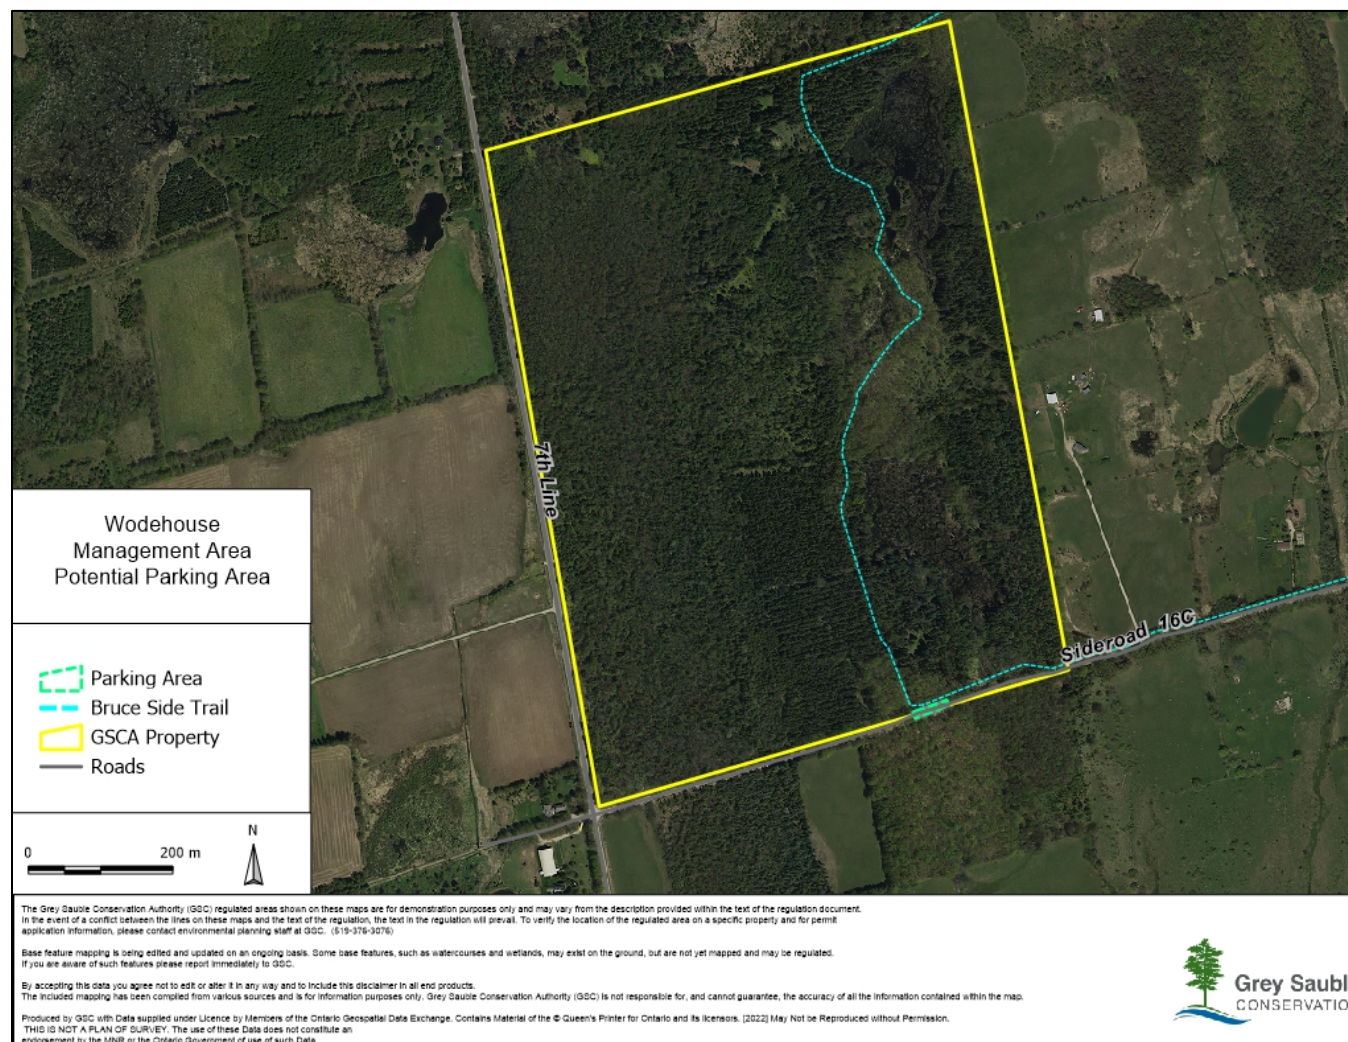 7th Line
Sideroad 16C
Wodehouse
Management Area
Potential Parking Area
Parking Area
Bruce Side Trail
GSCA Property
Roads
0 200 m
N
The Grey Sauble Conservation Authority (GSC) regulated areas shown on these maps are for demonstration purposes only and may vary from the description provided within the text of the regulation document.
In the event of a conflict between the lines on these maps and the text of the regulation, the text in the regulation will prevail. To verify the location of the regulated area on a specific property and for permit
application information, please contact environmental planning staff at GSC. (519-376-3076)
Base feature mapping is being edited and updated on an ongoing basis. Some base features, such as watercourses and wetlands, may exist on the ground, but are not yet mapped and may be regulated.
If you are aware of such features please report immediately to GSC.
By accepting this data you agree not to edit or alter it in any way and to include this disclaimer in all end products.
The included mapping has been compiled from various sources and is for information purposes only. Grey Sauble Conservation Authority (GSC) is not responsible for, and cannot guarantee, the accuracy of all the information contained within the map.
Produced by GSC with Data supplied under Licence by Members of the Ontario Geospatial Data Exchange. Contains Material of the © Queen's Printer for Ontario and its licensors. [2022] May Not be Reproduced without Permission.
THIS IS NOT A PLAN OF SURVEY. The use of these Data does not constitute an
endorsement by the MNR or the Ontario Government of use of such Data.
Grey Saubl
CONSERVATIO